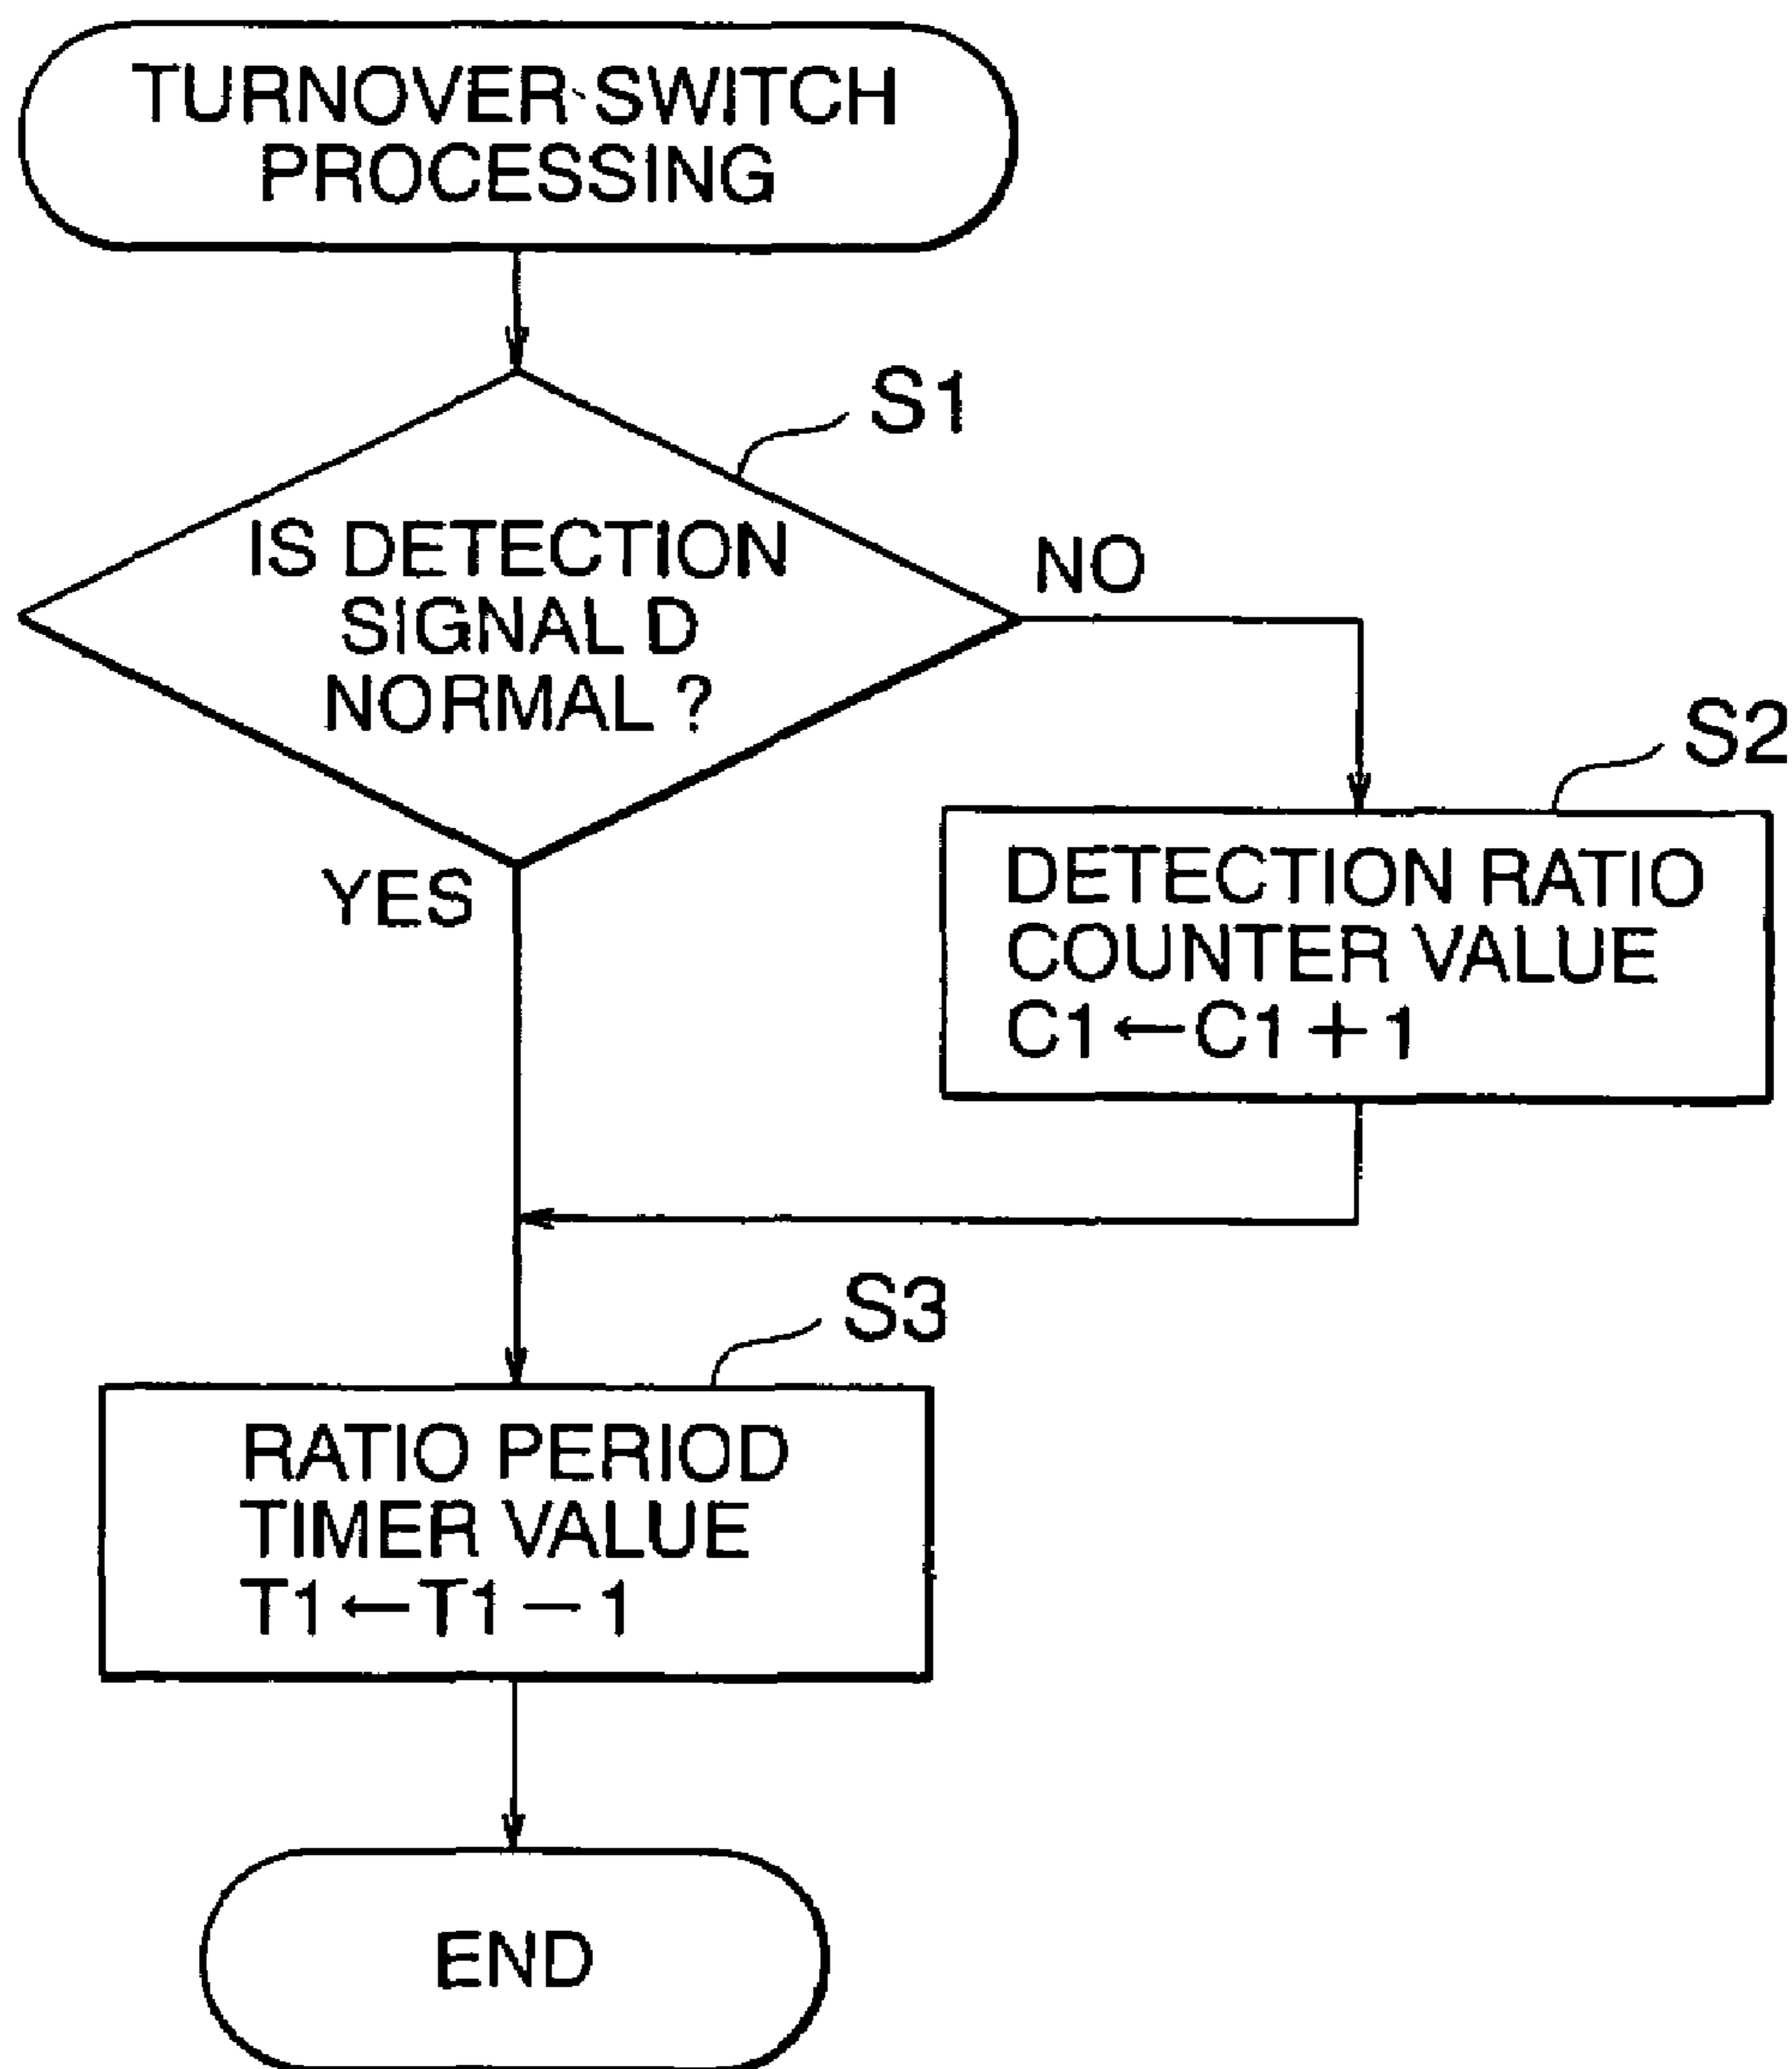 TURNOVER SWITCH
PROCESSING
S1
IS DETECTION
SIGNAL D
NORMAL ?
NO
S2
YES
DETECTION RATIO
COUNTER VALUE
C1←C1+1
S3
RATIO PERIOD
TIMER VALUE
T1←T1−1
END